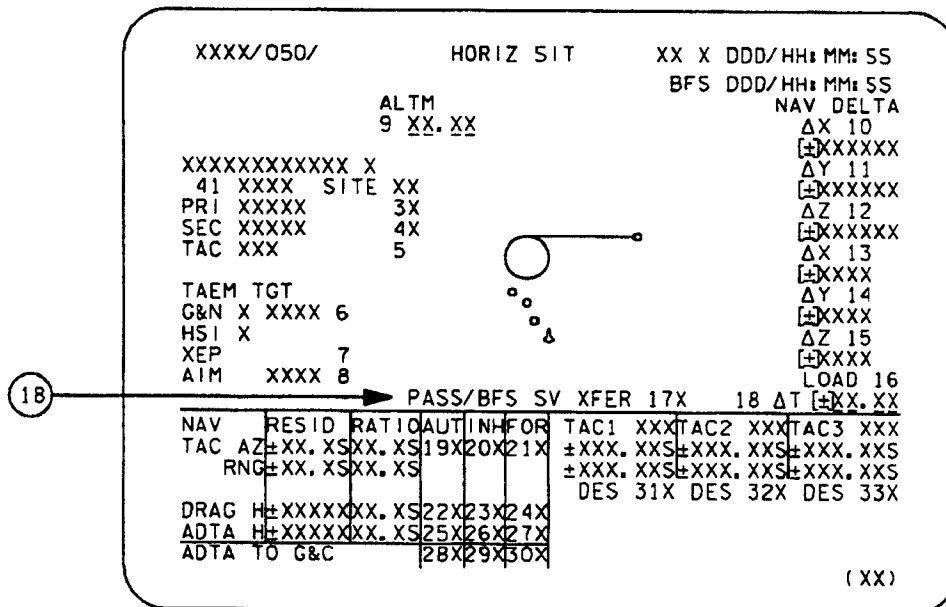 XXXX/050/ HORIZ SIT XX X DDD/HH:MM:SS
BFS DDD/HH:MM:SS
ALTM NAV DELTA
9 XX.XX ΔX 10
[±]XXXXXX
XXXXXXXXXXXX X ΔY 11
41 XXXX SITE XX [±]XXXXXX
PRI XXXXX 3X ΔZ 12
SEC XXXXX 4X [±]XXXXXX
TAC XXX 5 ΔX 13
[±]XXXX
TAEM TGT ΔY 14
G&N X XXXX 6 [±]XXXX
HSI X ΔZ 15
XEP 7 [±]XXXX
AIM XXXX 8 LOAD 16
18 PASS/BFS SV XFER 17X 18 ΔT [±]XX.XX
NAV RESID RATIO AUT INH FOR TAC1 XXX TAC2 XXX TAC3 XXX
TAC AZ ±XX.XS XX.XS 19X 20X 21X ±XXX.XXS ±XXX.XXS ±XXX.XXS
RNG ±XX.XS XX.XS ±XXX.XXS ±XXX.XXS ±XXX.XXS
DES 31X DES 32X DES 33X
DRAG H ±XXXXX XX.XS 22X 23X 24X
ADTA H ±XXXXX XX.XS 25X 26X 27X
ADTA TO G&C 28X 29X 30X
(XX)